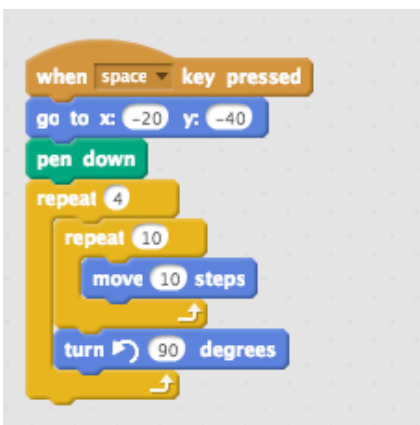 when space key pressed
go to x: -20 y: -40
pen down
repeat 4
repeat 10
move 10 steps
turn 90 degrees